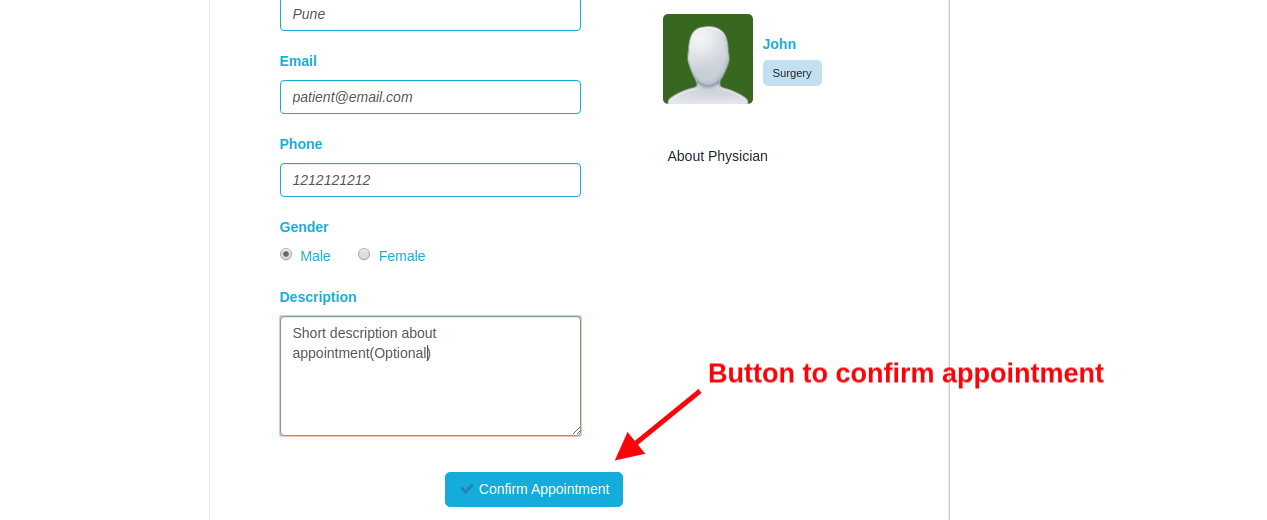 Pune
Email
patient@email.com
Phone
1212121212
Gender
Male Female
Description
Short description about
appointment(Optional)
Confirm Appointment
John
Surgery
About Physician
Button to confirm appointment